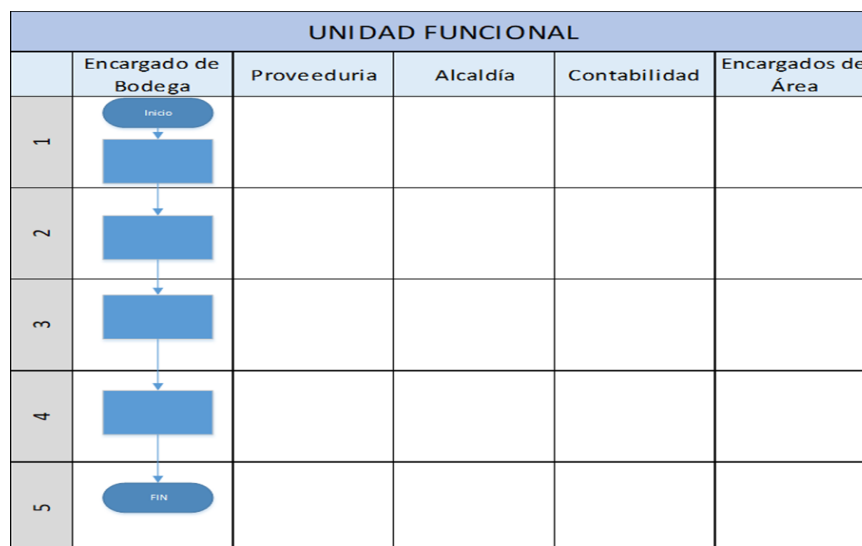 UNIDAD FUNCIONAL
Encargado de
Bodega
Proveeduria
Alcaldía
Contabilidad
Encargados de
Área
Inicio
1
2
3
4
FIN
5